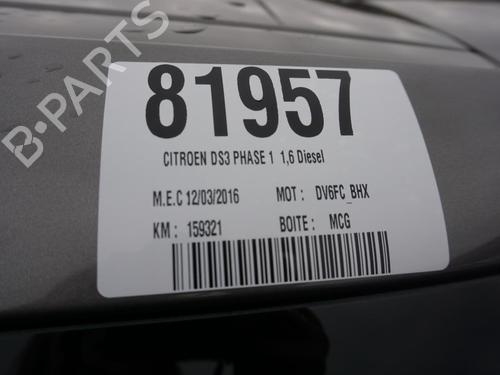 B-PARTS
81957
CITROEN DS3 PHASE 1 1,6 Diesel
M.E.C 12/03/2016 MOT : DV6FC_BHX
KM : 159321 BOITE : MCG